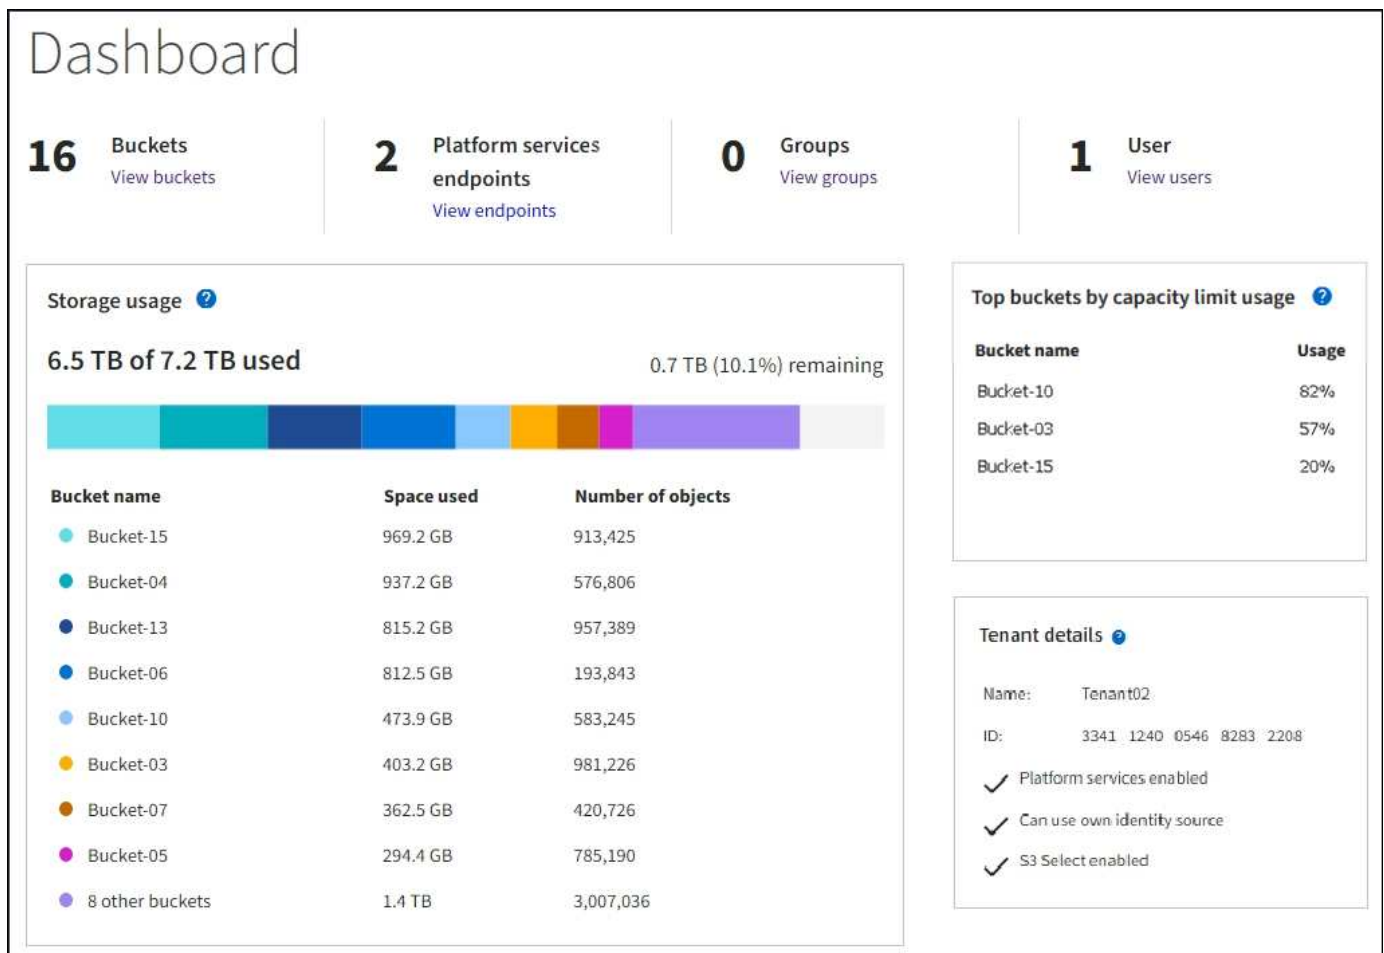 Dashboard
16 Buckets
View buckets
2 Platform services
endpoints
View endpoints
0 Groups
View groups
1 User
View users
Storage usage ?
6.5 TB of 7.2 TB used
0.7 TB (10.1%) remaining
Bucket name Space used Number of objects
Bucket-15 969.2 GB 913,425
Bucket-04 937.2 GB 576,806
Bucket-13 815.2 GB 957,389
Bucket-06 812.5 GB 193,843
Bucket-10 473.9 GB 583,245
Bucket-03 403.2 GB 981,226
Bucket-07 362.5 GB 420,726
Bucket-05 294.4 GB 785,190
8 other buckets 1.4 TB 3,007,036
Top buckets by capacity limit usage ?
Bucket name Usage
Bucket-10 82%
Bucket-03 57%
Bucket-15 20%
Tenant details ?
Name: Tenant02
ID: 3341 1240 0546 8283 2208
Platform services enabled
Can use own identity source
S3 Select enabled